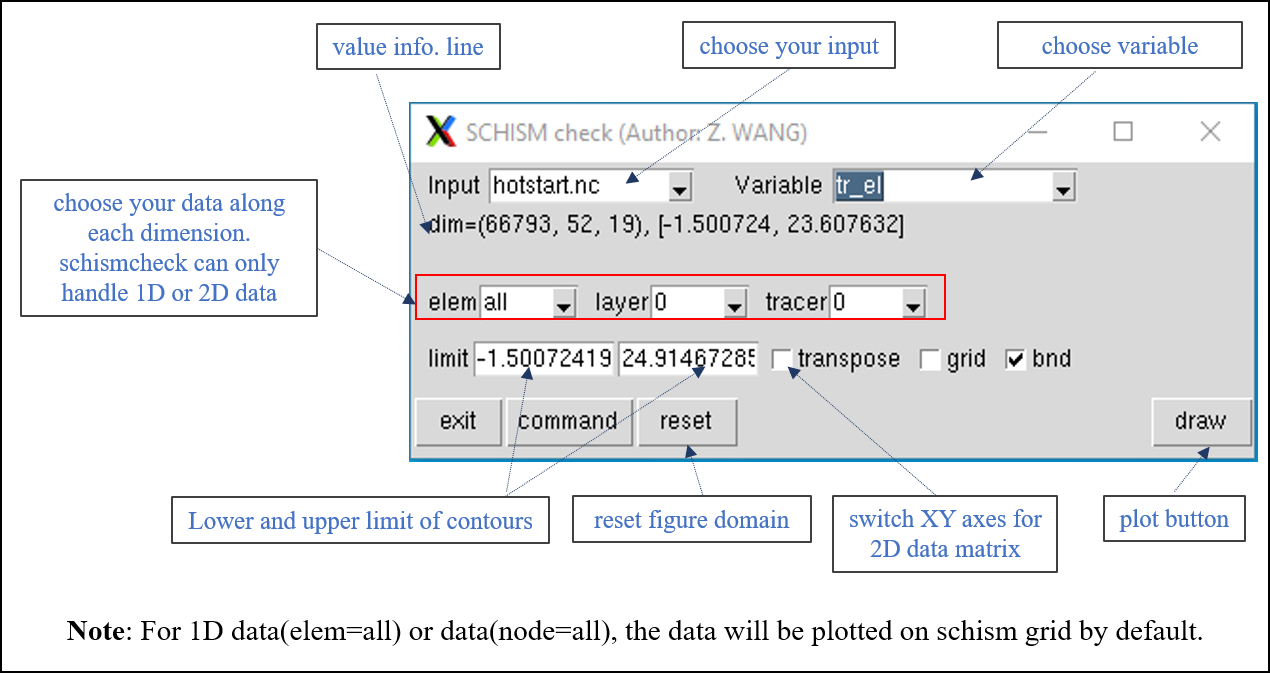 value info. line
choose your input
choose variable
SCHISM check (Author: Z. WANG)
Input hotstart.nc Variable tr_el
dim=(66793, 52, 19), [-1.500724, 23.607632]
choose your data along
each dimension.
schismcheck can only
handle 1D or 2D data
elem all layer 0 tracer 0
limit -1.50072419 24.91467285 transpose grid bnd
exit command reset draw
Lower and upper limit of contours
reset figure domain
switch XY axes for
2D data matrix
plot button
Note: For 1D data(elem=all) or data(node=all), the data will be plotted on schism grid by default.